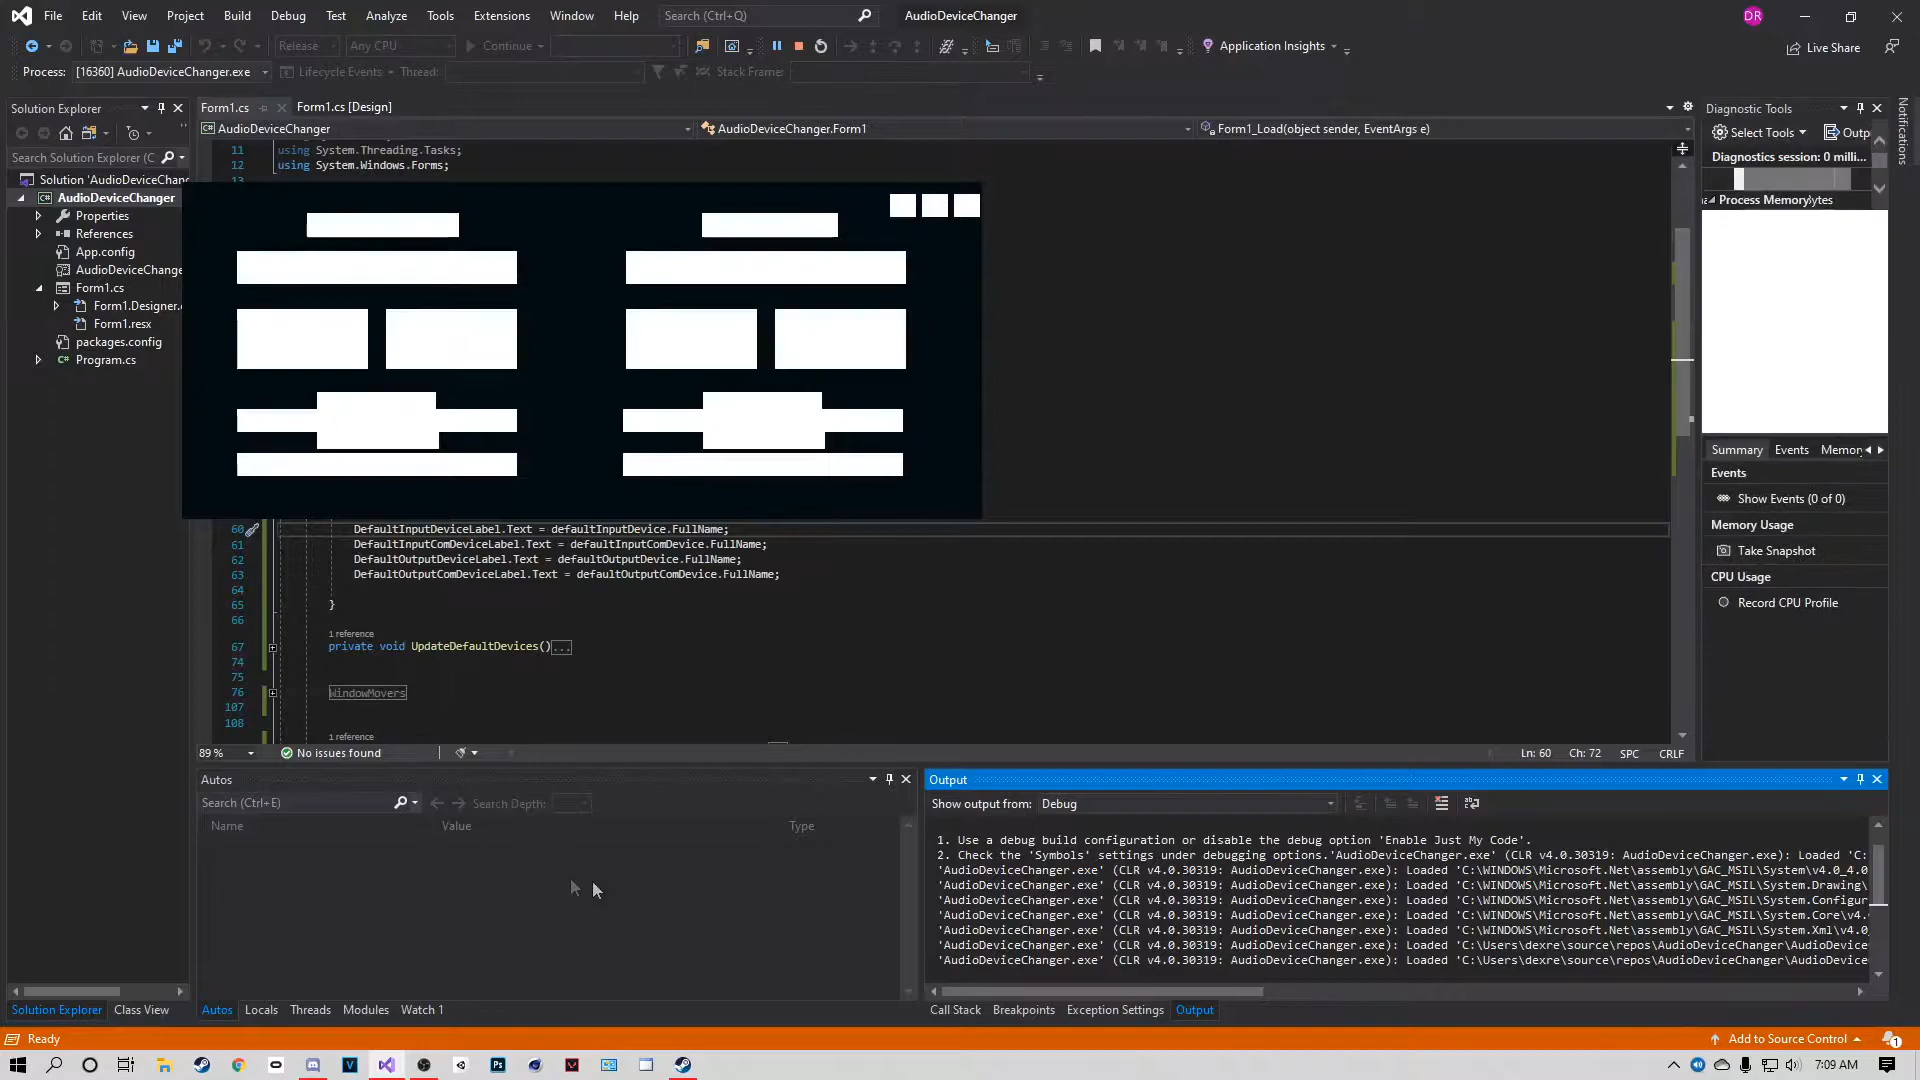 File Edit View Project Build Debug Test Analyze Tools Extensions Window Help Search (Ctrl+Q) AudioDeviceChanger DR
Release Any CPU Continue Application Insights Live Share
Process: [16360] AudioDeviceChanger.exe Lifecycle Events Thread: Stack Frame:
Solution Explorer
Form1.cs Form1.cs [Design]
Diagnostic Tools
Notifications
AudioDeviceChanger AudioDeviceChanger.Form1 Form1_Load(object sender, EventArgs e)
Search Solution Explorer (C
Solution 'AudioDeviceChan
AudioDeviceChanger
Properties
References
App.config
AudioDeviceChange
Form1.cs
Form1.Designer.
Form1.resx
packages.config
Program.cs
11 using System.Threading.Tasks;
12 using System.Windows.Forms;
13
60 DefaultInputDeviceLabel.Text = defaultInputDevice.FullName;
61 DefaultInputComDeviceLabel.Text = defaultInputComDevice.FullName;
62 DefaultOutputDeviceLabel.Text = defaultOutputDevice.FullName;
63 DefaultOutputComDeviceLabel.Text = defaultOutputComDevice.FullName;
64
65 }
66
1 reference
67 private void UpdateDefaultDevices()...
74
75
76 WindowMovers
107
108
1 reference
89 % No issues found Ln: 60 Ch: 72 SPC CRLF
Select Tools Outp
Diagnostics session: 0 milli...
Process Memory
Summary Events Memory
Events
Show Events (0 of 0)
Memory Usage
Take Snapshot
CPU Usage
Record CPU Profile
Autos
Search (Ctrl+E) Search Depth:
Name Value Type
Output
Show output from: Debug
1. Use a debug build configuration or disable the debug option 'Enable Just My Code'.
2. Check the 'Symbols' settings under debugging options.'AudioDeviceChanger.exe' (CLR v4.0.30319: AudioDeviceChanger.exe): Loaded 'C:
'AudioDeviceChanger.exe' (CLR v4.0.30319: AudioDeviceChanger.exe): Loaded 'C:\WINDOWS\Microsoft.Net\assembly\GAC_MSIL\System\v4.0_4.0
'AudioDeviceChanger.exe' (CLR v4.0.30319: AudioDeviceChanger.exe): Loaded 'C:\WINDOWS\Microsoft.Net\assembly\GAC_MSIL\System.Drawing\
'AudioDeviceChanger.exe' (CLR v4.0.30319: AudioDeviceChanger.exe): Loaded 'C:\WINDOWS\Microsoft.Net\assembly\GAC_MSIL\System.Configur
'AudioDeviceChanger.exe' (CLR v4.0.30319: AudioDeviceChanger.exe): Loaded 'C:\WINDOWS\Microsoft.Net\assembly\GAC_MSIL\System.Core\v4.
'AudioDeviceChanger.exe' (CLR v4.0.30319: AudioDeviceChanger.exe): Loaded 'C:\WINDOWS\Microsoft.Net\assembly\GAC_MSIL\System.Xml\v4.0
'AudioDeviceChanger.exe' (CLR v4.0.30319: AudioDeviceChanger.exe): Loaded 'C:\Users\dexre\source\repos\AudioDeviceChanger\AudioDevice
'AudioDeviceChanger.exe' (CLR v4.0.30319: AudioDeviceChanger.exe): Loaded 'C:\Users\dexre\source\repos\AudioDeviceChanger\AudioDevice
Solution Explorer Class View Autos Locals Threads Modules Watch 1 Call Stack Breakpoints Exception Settings Output
Ready Add to Source Control 1
7:09 AM